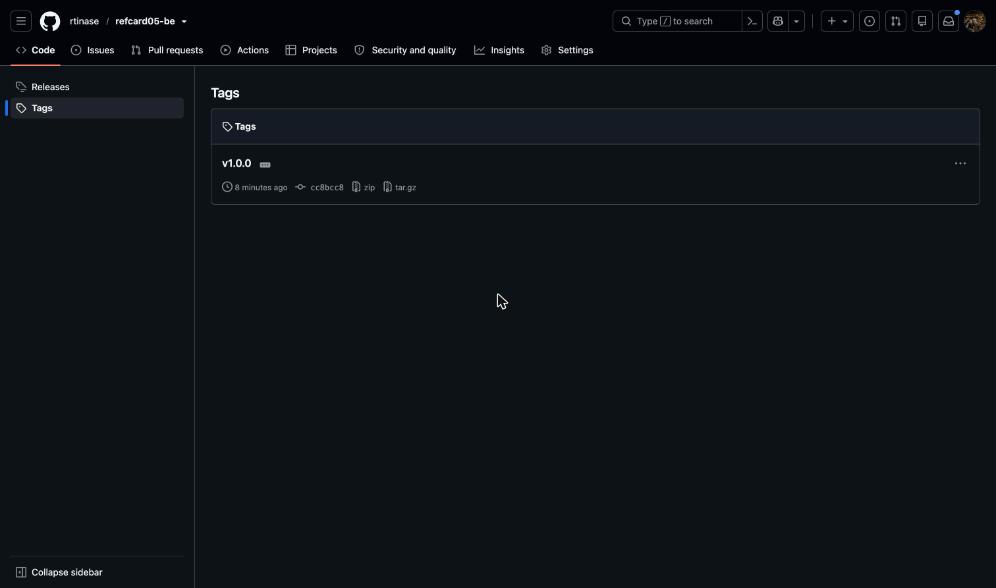 rtinase / refcard05-be
Type / to search
Code Issues Pull requests Actions Projects Security and quality Insights Settings
Releases
Tags
Tags
Tags
v1.0.0
8 minutes ago cc8bcc8 zip tar.gz
Collapse sidebar